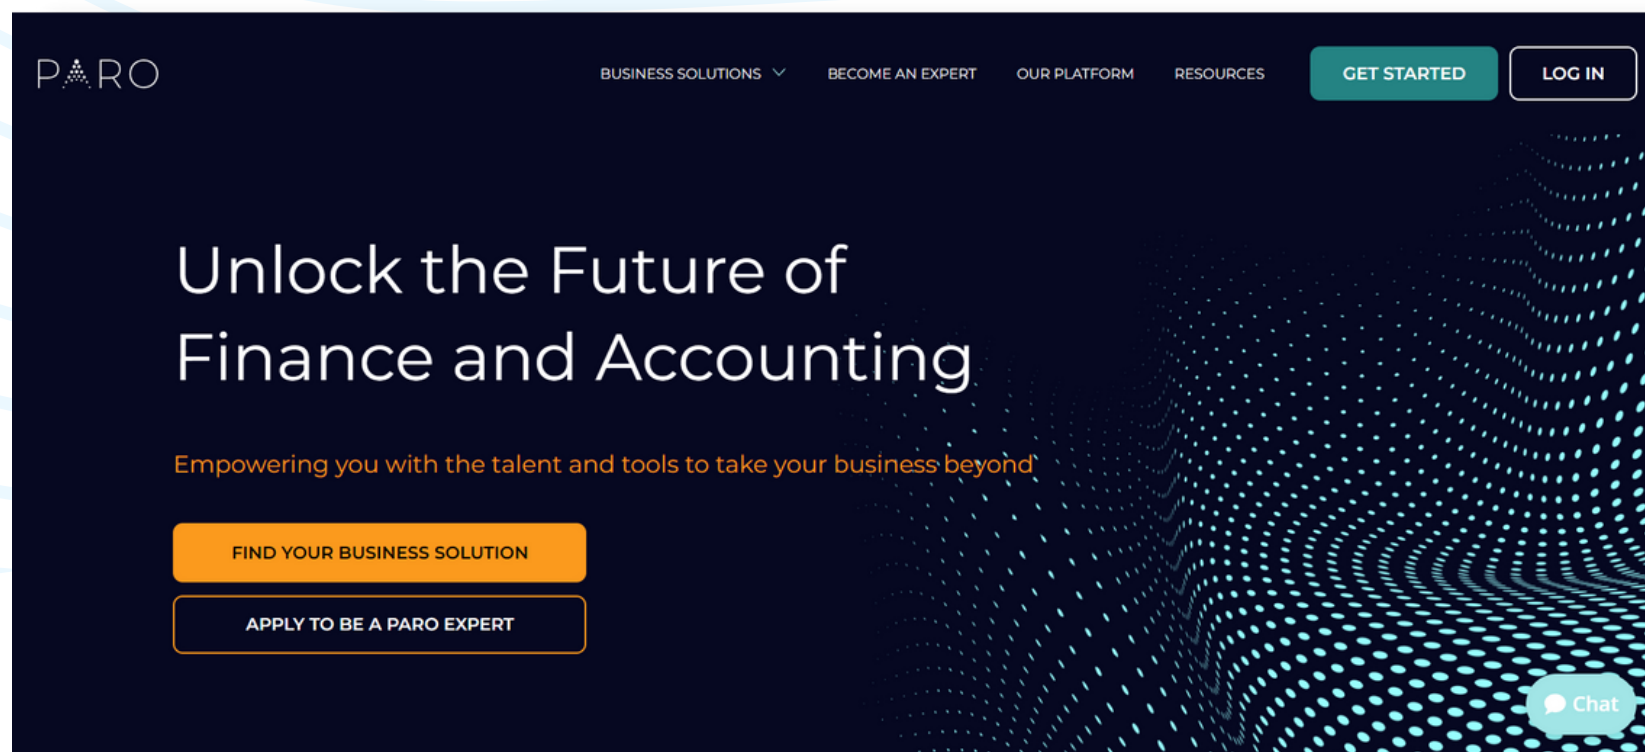 PARO
BUSINESS SOLUTIONS
BECOME AN EXPERT
OUR PLATFORM
RESOURCES
GET STARTED
LOG IN
Unlock the Future of
Finance and Accounting
Empowering you with the talent and tools to take your business beyond
FIND YOUR BUSINESS SOLUTION
APPLY TO BE A PARO EXPERT
Chat